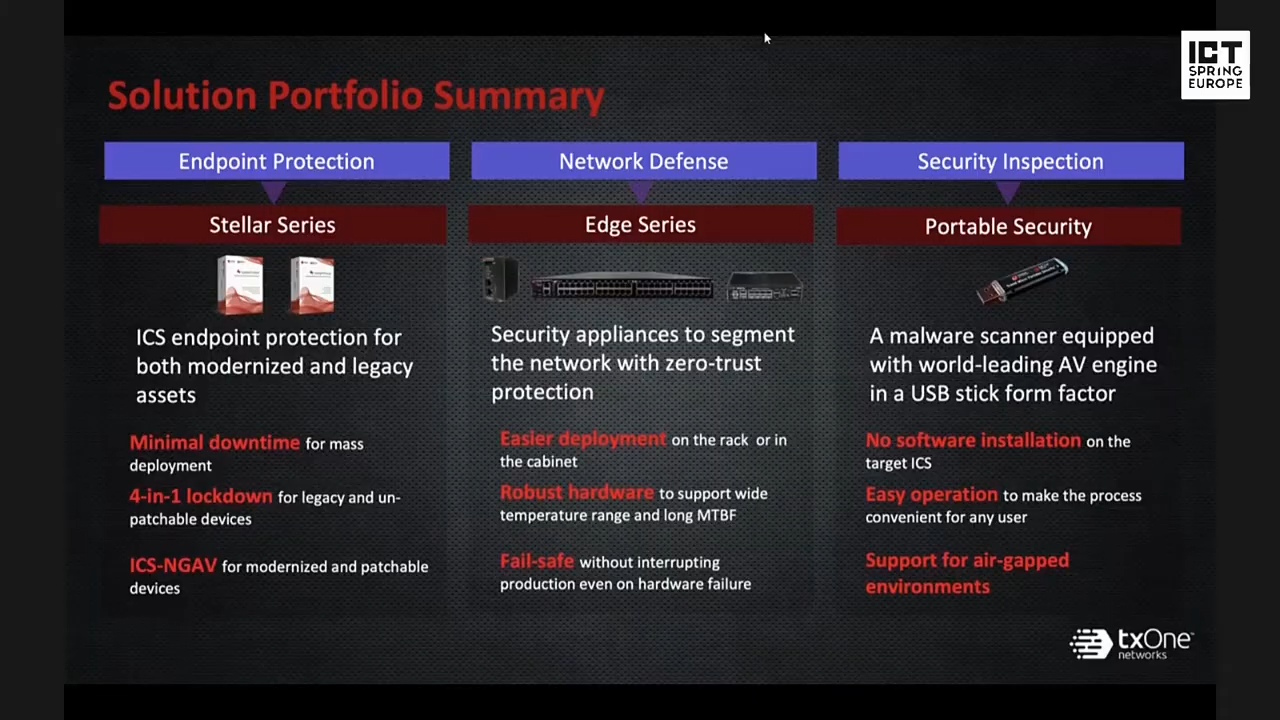 ICT
SPRING
EUROPE
Solution Portfolio Summary
Endpoint Protection
Stellar Series
ICS endpoint protection for
both modernized and legacy
assets
Minimal downtime for mass
deployment
4-in-1 lockdown for legacy and un-
patchable devices
ICS-NGAV for modernized and patchable
devices
Network Defense
Edge Series
Security appliances to segment
the network with zero-trust
protection
Easier deployment on the rack or in
the cabinet
Robust hardware to support wide
temperature range and long MTBF
Fail-safe without interrupting
production even on hardware failure
Security Inspection
Portable Security
A malware scanner equipped
with world-leading AV engine
in a USB stick form factor
No software installation on the
target ICS
Easy operation to make the process
convenient for any user
Support for air-gapped
environments
txOne
networks